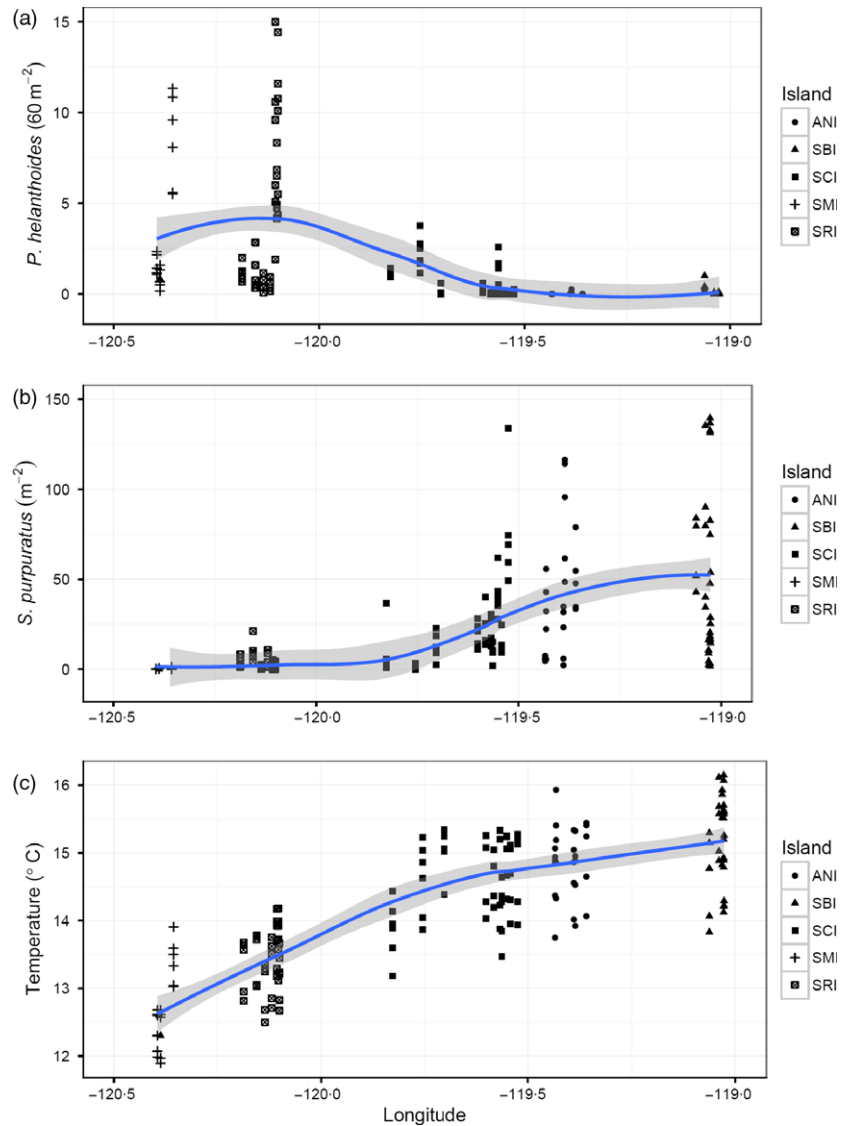 (a)
P. helanthoides (60 m⁻²)
15
10
5
0
−120·5
−120·0
−119·5
−119·0
Island
ANI
SBI
SCI
SMI
SRI
(b)
S. purpuratus (m⁻²)
150
100
50
0
−120·5
−120·0
−119·5
−119·0
Island
ANI
SBI
SCI
SMI
SRI
(c)
Temperature (° C)
16
15
14
13
12
−120·5
−120·0
−119·5
−119·0
Longitude
Island
ANI
SBI
SCI
SMI
SRI